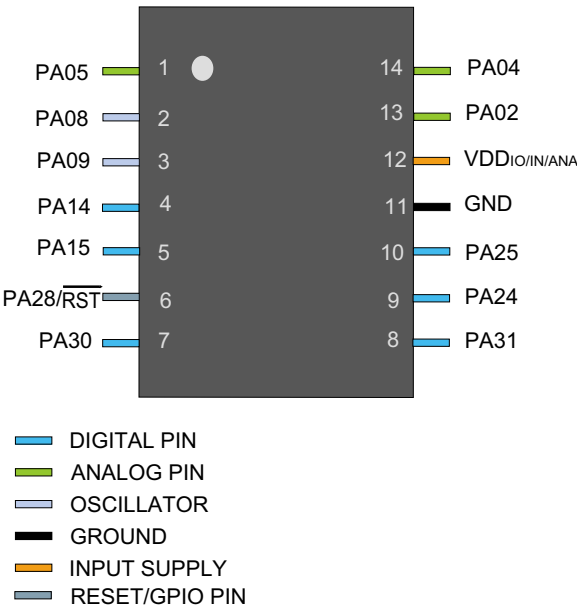 PA05 1 14 PA04
PA08 2 13 PA02
PA09 3 12 VDDIO/IN/ANA
PA14 4 11 GND
PA15 5 10 PA25
PA28/RST 6 9 PA24
PA30 7 8 PA31
DIGITAL PIN
ANALOG PIN
OSCILLATOR
GROUND
INPUT SUPPLY
RESET/GPIO PIN